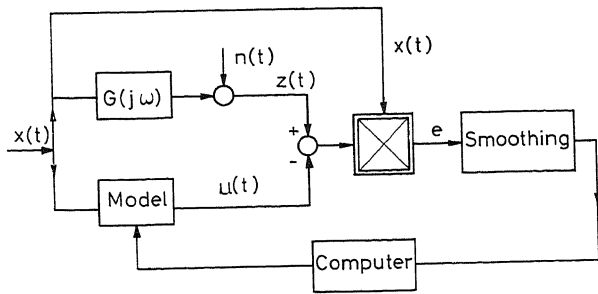 n(t)
x(t)
G(jω)
z(t)
x(t)
+
-
e
Smoothing
Model
μ(t)
Computer